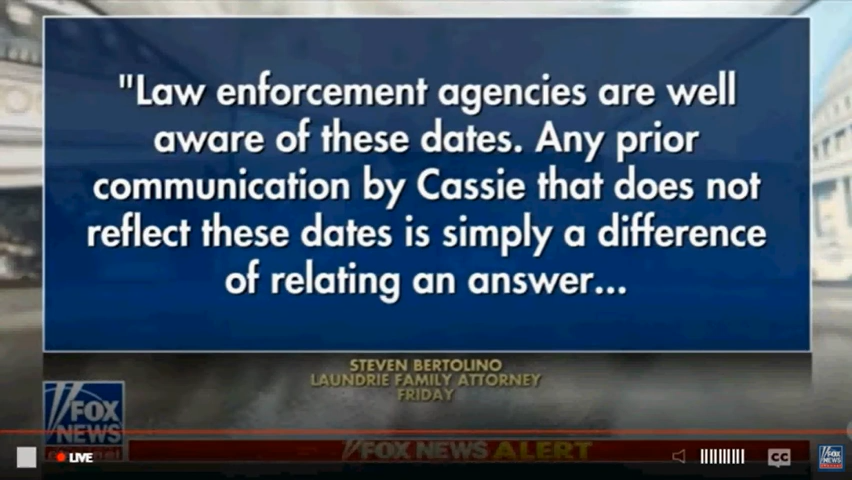 "Law enforcement agencies are well
aware of these dates. Any prior
communication by Cassie that does not
reflect these dates is simply a difference
of relating an answer...
STEVEN BERTOLINO
LAUNDRIE FAMILY ATTORNEY
FRIDAY
FOX
NEWS
FOX NEWS ALERT
LIVE
CC
FOX
NEWS